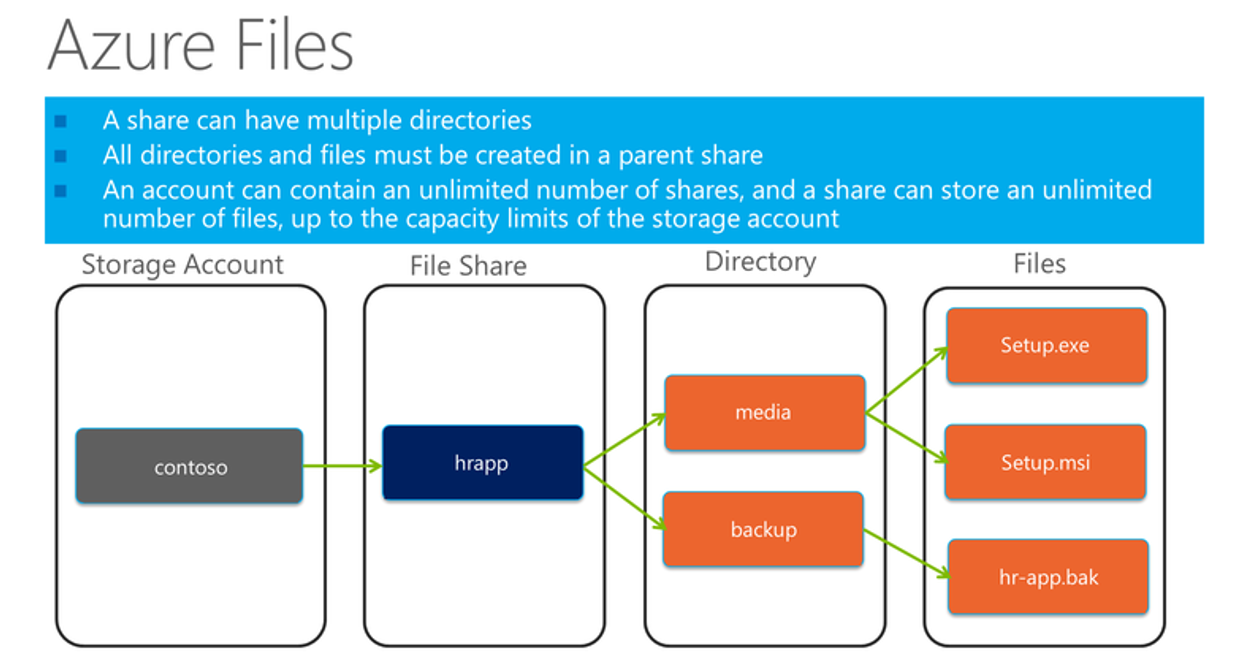 Azure Files
A share can have multiple directories
All directories and files must be created in a parent share
An account can contain an unlimited number of shares, and a share can store an unlimited
number of files, up to the capacity limits of the storage account
Storage Account
File Share
Directory
Files
contoso
hrapp
media
backup
Setup.exe
Setup.msi
hr-app.bak